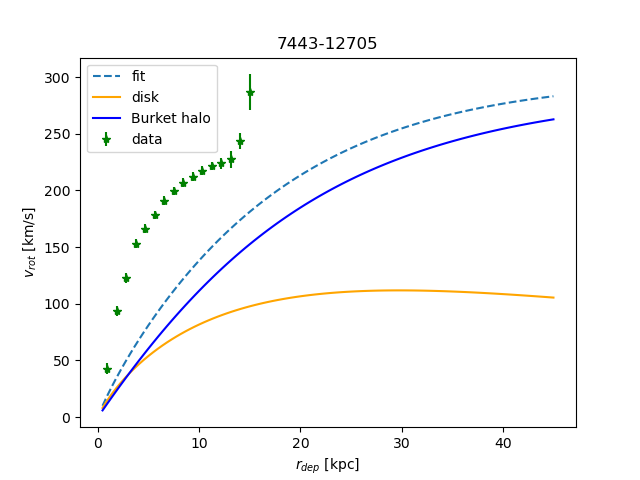 7443-12705
fit
disk
Burket halo
data
300
250
200
150
100
50
0
v_rot [km/s]
0 10 20 30 40
r_dep [kpc]